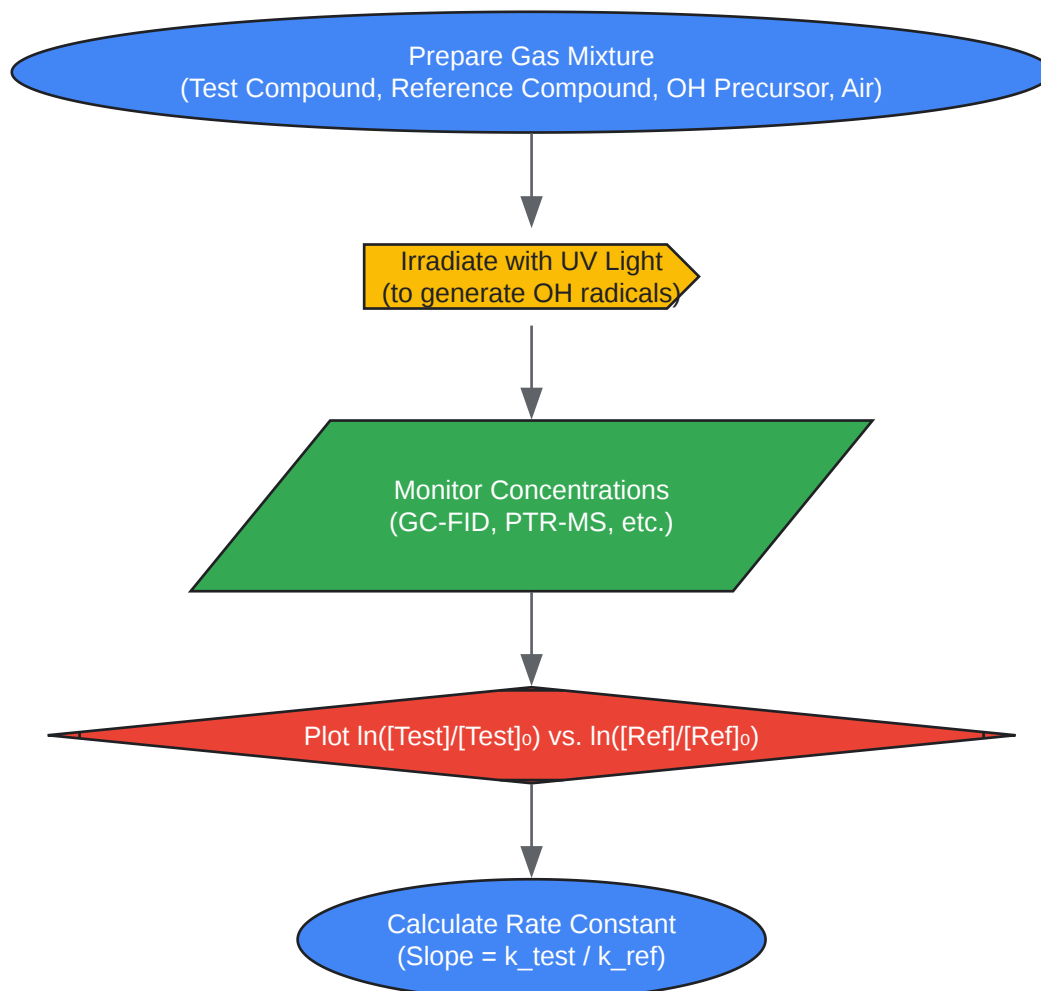 Prepare Gas Mixture
(Test Compound, Reference Compound, OH Precursor, Air)
Irradiate with UV Light
(to generate OH radicals)
Monitor Concentrations
(GC-FID, PTR-MS, etc.)
Plot ln([Test]/[Test]₀) vs. ln([Ref]/[Ref]₀)
Calculate Rate Constant
(Slope = k_test / k_ref)